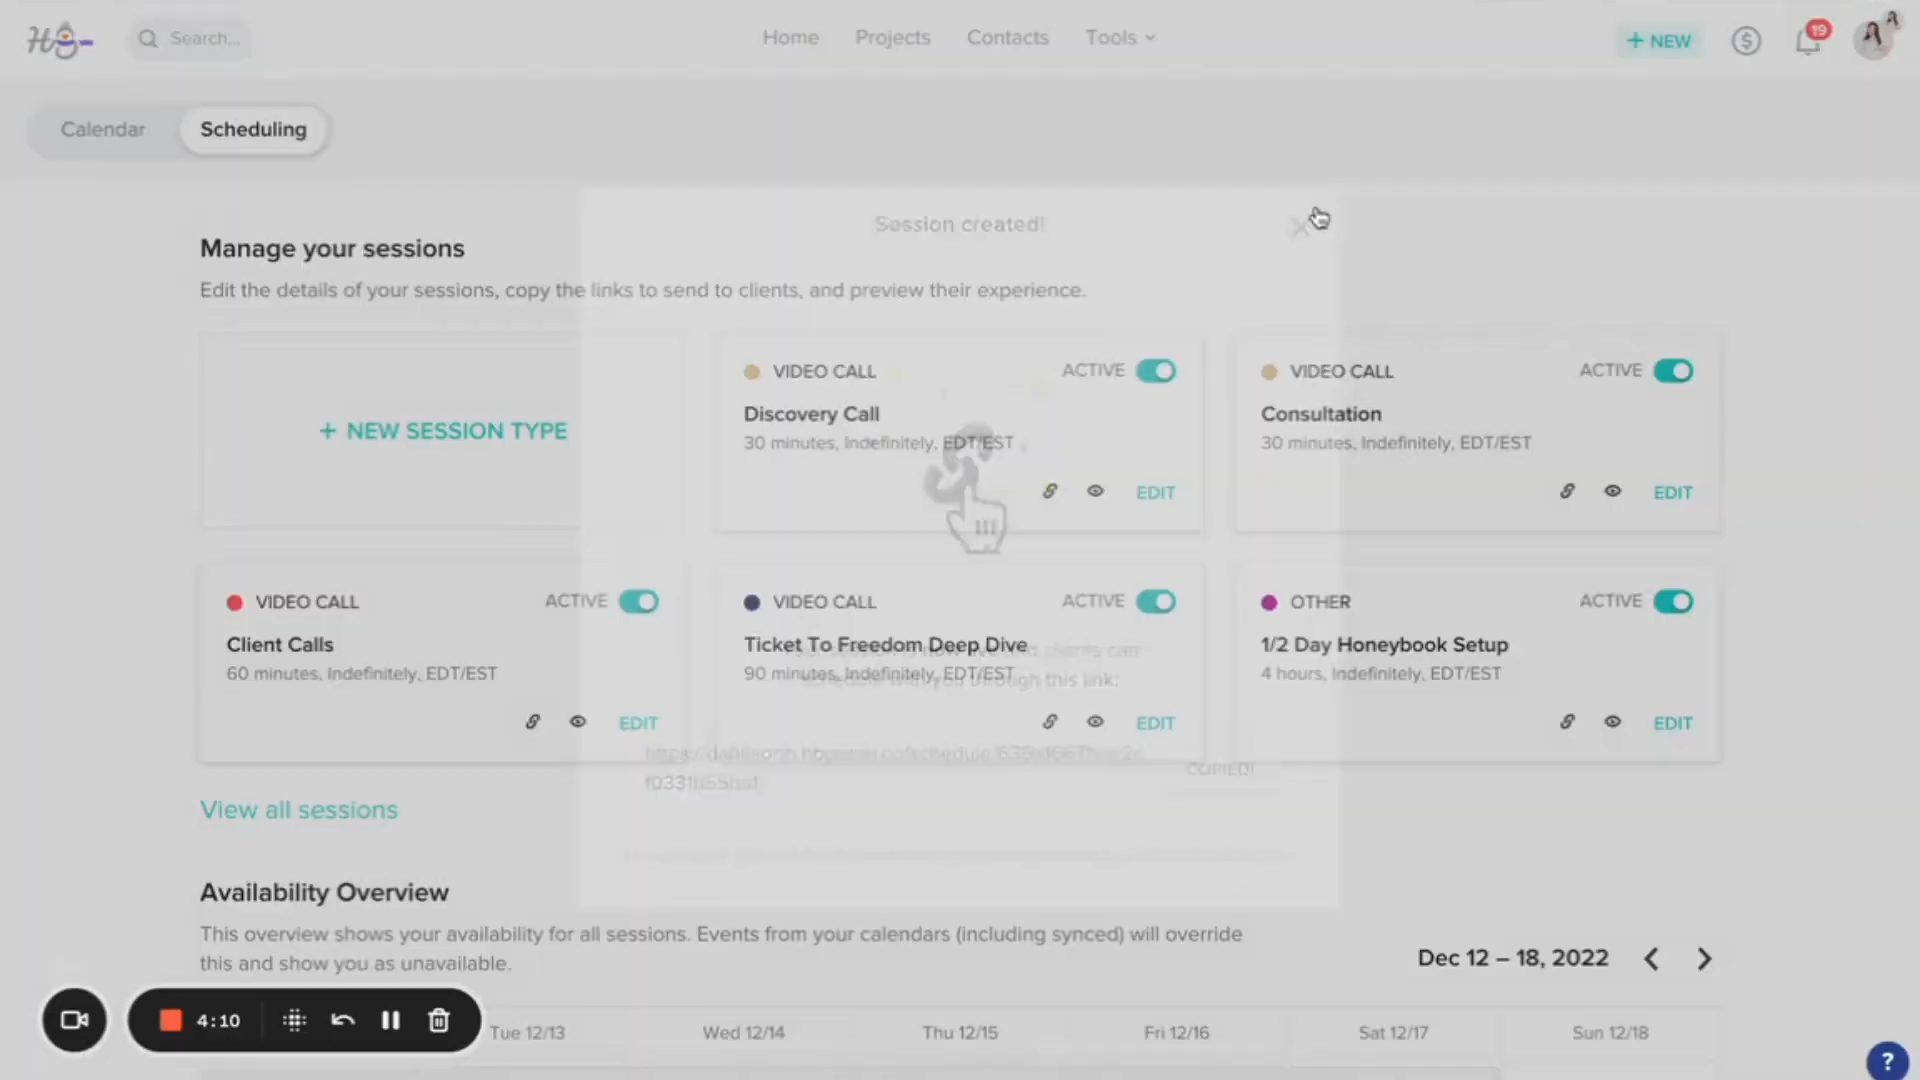 Search...
Home
Projects
Contacts
Tools
+ NEW
19
Calendar
Scheduling
Session created!
Manage your sessions
Edit the details of your sessions, copy the links to send to clients, and preview their experience.
+ NEW SESSION TYPE
VIDEO CALL
ACTIVE
Discovery Call
30 minutes, Indefinitely, EDT/EST
EDIT
VIDEO CALL
ACTIVE
Consultation
30 minutes, Indefinitely, EDT/EST
EDIT
VIDEO CALL
ACTIVE
Client Calls
60 minutes, Indefinitely, EDT/EST
EDIT
VIDEO CALL
ACTIVE
Ticket To Freedom Deep Dive
90 minutes, Indefinitely, EDT/EST
EDIT
OTHER
ACTIVE
1/2 Day Honeybook Setup
4 hours, Indefinitely, EDT/EST
EDIT
clients can
through this link:
COPIED!
View all sessions
Availability Overview
This overview shows your availability for all sessions. Events from your calendars (including synced) will override
this and show you as unavailable.
Dec 12 – 18, 2022
4:10
Tue 12/13
Wed 12/14
Thu 12/15
Fri 12/16
Sat 12/17
Sun 12/18
?